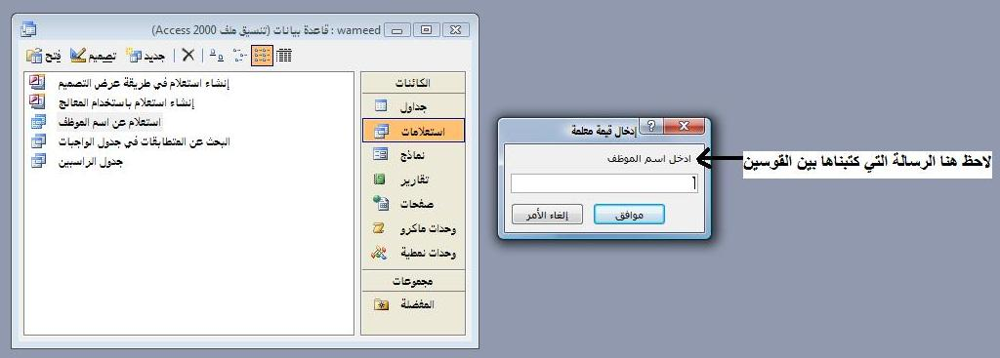 wameed : قاعدة بيانات (تنسيق ملف Access 2000)
فتح تصميم جديد
الكائنات
جداول
استعلامات
نماذج
تقارير
صفحات
وحدات ماكرو
وحدات نمطية
مجموعات
المفضلة
إنشاء استعلام في طريقة عرض التصميم
إنشاء استعلام باستخدام المعالج
استعلام عن اسم الموظف
البحث عن المتطابقات في جدول الواجبات
جدول الراسبين
إدخال قيمة معلمة
ادخل اسم الموظف
موافق
إلغاء الأمر
لاحظ هنا الرسالة التي كتبناها بين القوسين